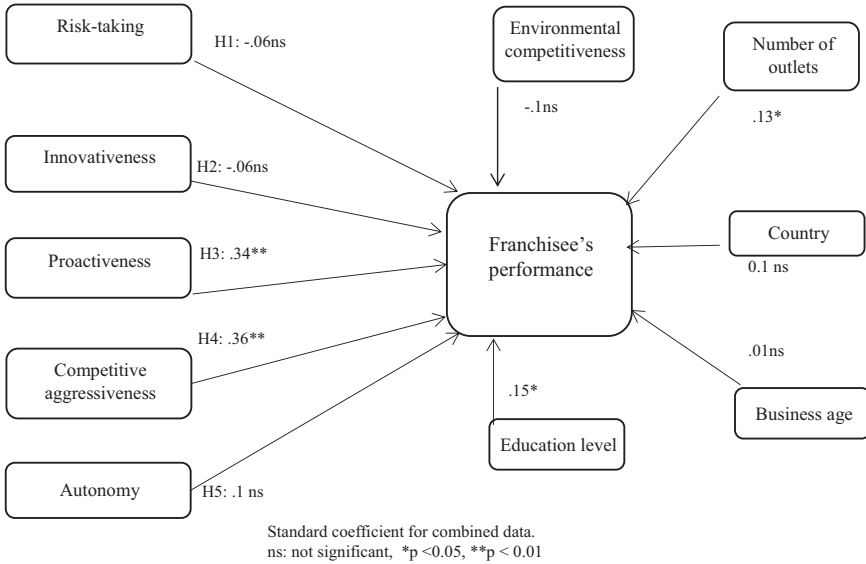 Risk-taking
H1: -.06ns
Environmental
competitiveness
-.1ns
Number of
outlets
.13*
Innovativeness
H2: -.06ns
Proactiveness
H3: .34**
Franchisee's
performance
Country
0.1 ns
Competitive
aggressiveness
H4: .36**
.01ns
Business age
.15*
Education level
Autonomy
H5: .1 ns
Standard coefficient for combined data.
ns: not significant, *p <0.05, **p < 0.01